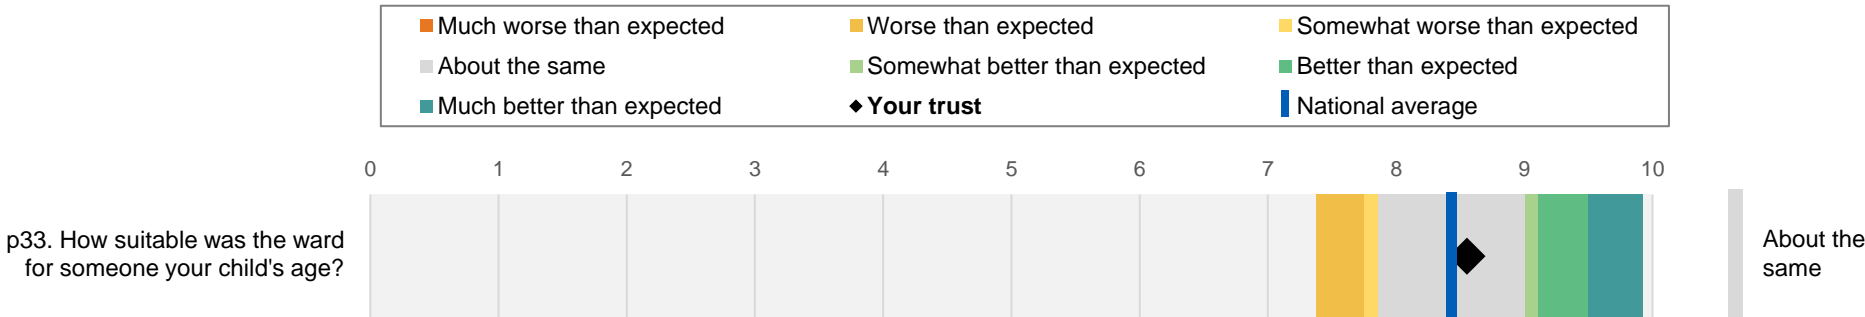 Much worse than expected
Worse than expected
Somewhat worse than expected
About the same
Somewhat better than expected
Better than expected
Much better than expected
Your trust
National average
0 1 2 3 4 5 6 7 8 9 10
p33. How suitable was the ward
for someone your child's age?
About the
same